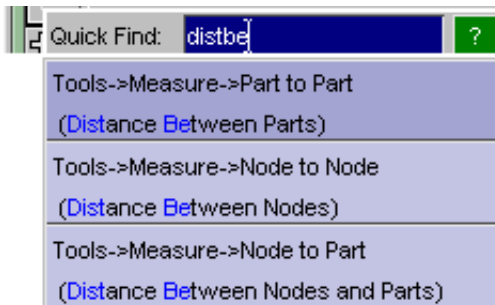 Quick Find: distbe ?
Tools->Measure->Part to Part
(Distance Between Parts)
Tools->Measure->Node to Node
(Distance Between Nodes)
Tools->Measure->Node to Part
(Distance Between Nodes and Parts)